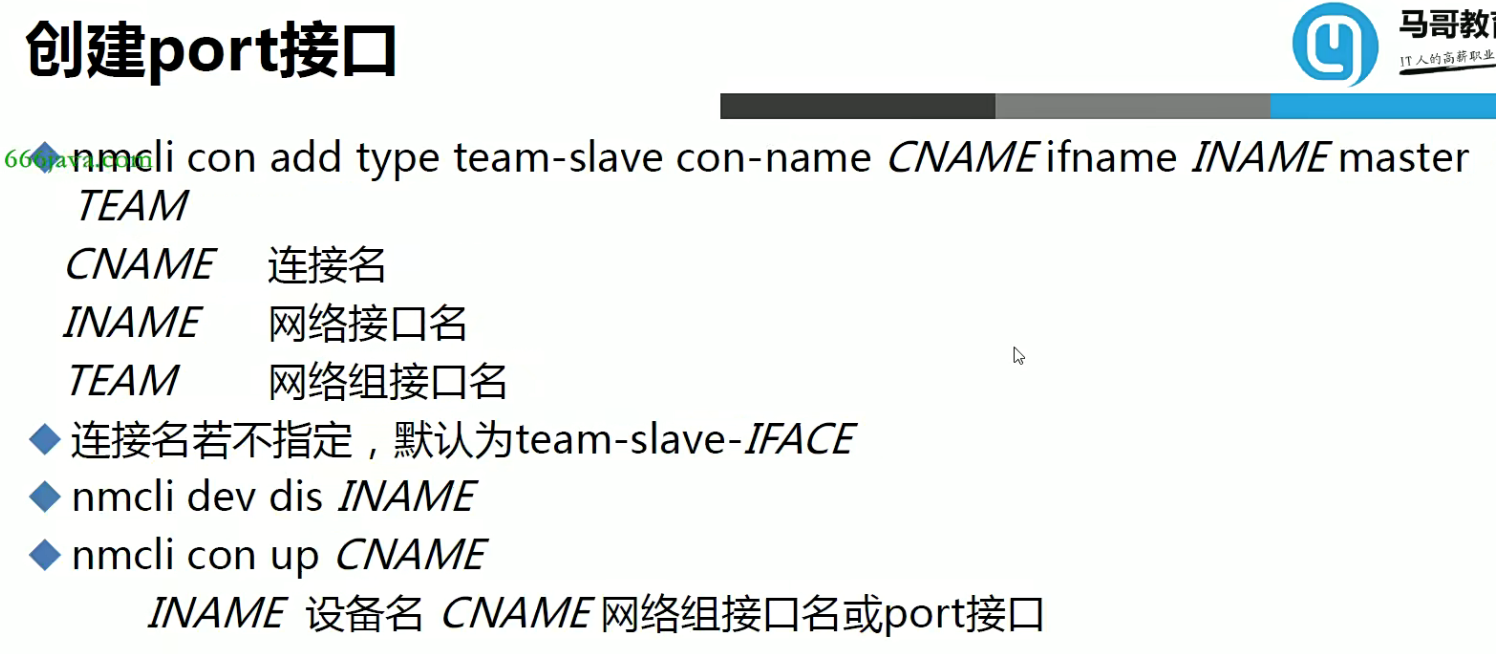 创建port接口
马哥教育
IT人的高薪职业
666java.com
nmcli con add type team-slave con-name CNAME ifname INAME master
TEAM
CNAME 连接名
INAME 网络接口名
TEAM 网络组接口名
连接名若不指定，默认为team-slave-IFACE
nmcli dev dis INAME
nmcli con up CNAME
INAME 设备名 CNAME 网络组接口名或port接口